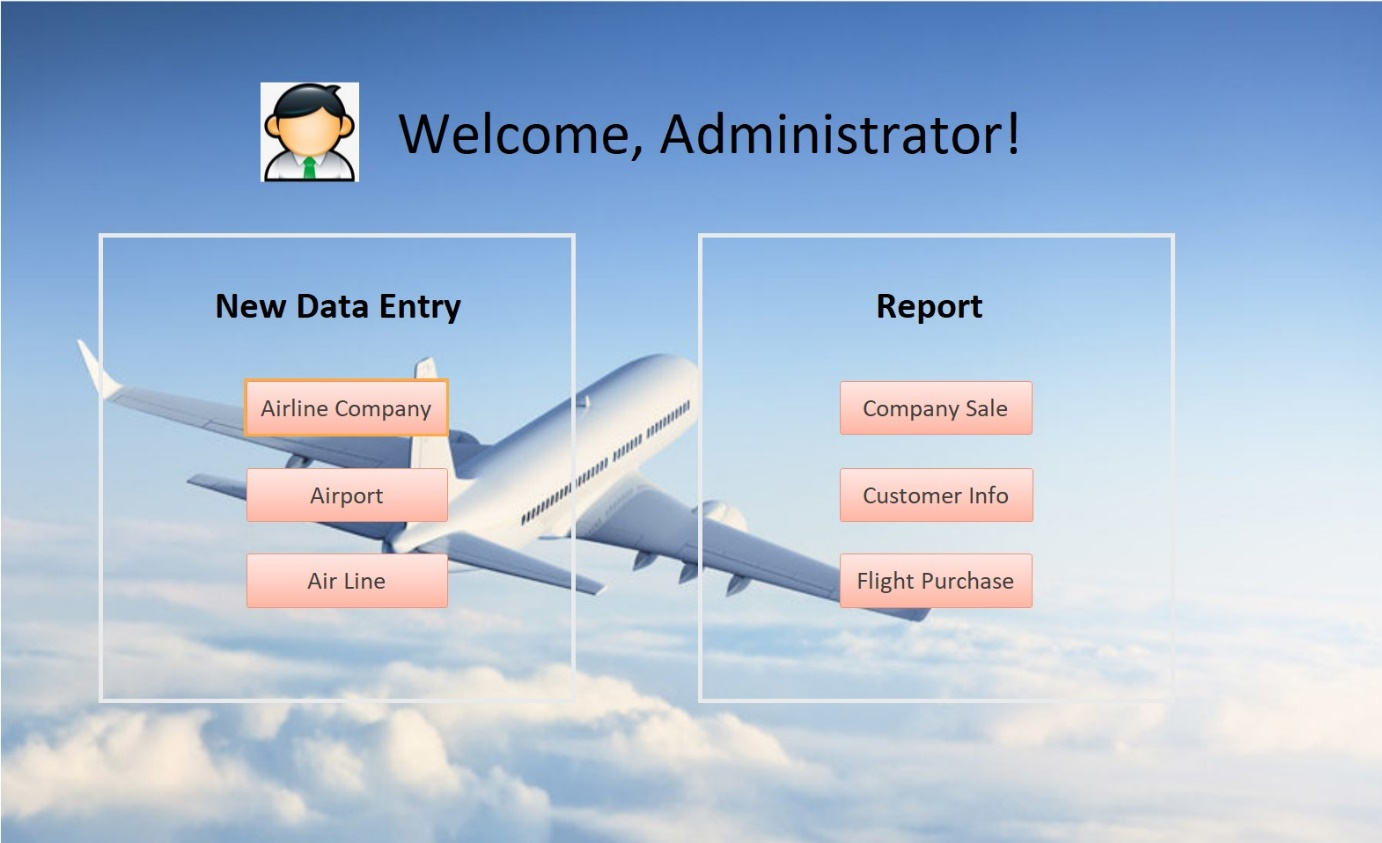 Welcome, Administrator!
New Data Entry
Airline Company
Airport
Air Line
Report
Company Sale
Customer Info
Flight Purchase